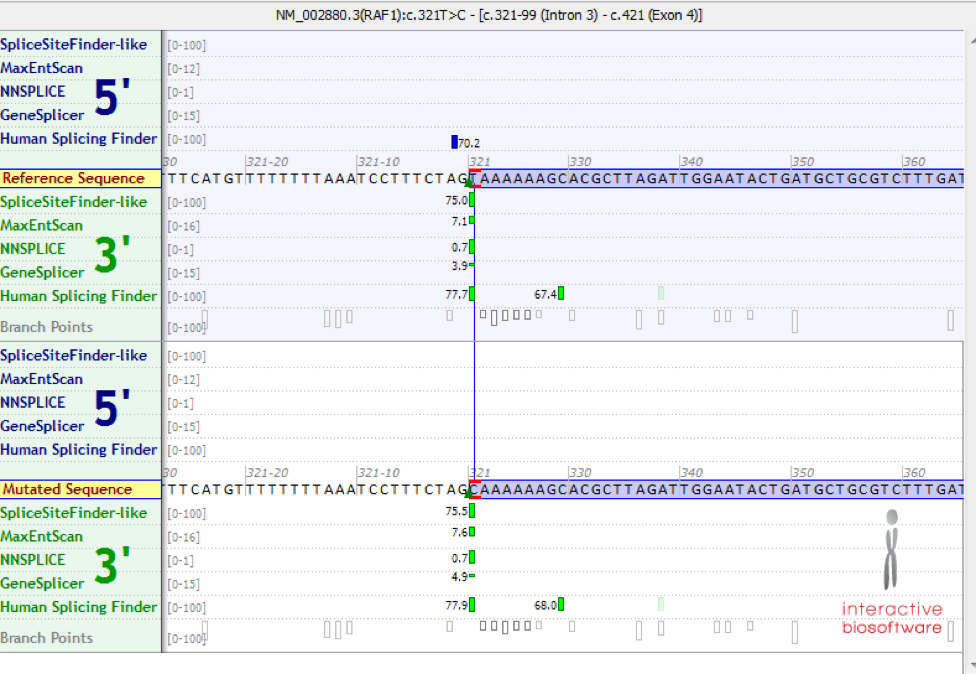 NM_002880.3(RAF1):c.321T>C - [c.321-99 (Intron 3) - c.421 (Exon 4)]
SpliceSiteFinder-like [0-100]
MaxEntScan [0-12]
NNSPLICE [0-1]
5'
GeneSplicer [0-15]
Human Splicing Finder [0-100] 70.2
30 321-20 321-10 321 330 340 350 360
Reference Sequence TTCATGTTTTTTTTAAATCCTTTCTAGTAAAAAAGCACGCTTAGATTGGAATACTGATGCTGCGTCTTTGAT
SpliceSiteFinder-like [0-100] 75.0
MaxEntScan [0-16] 7.1
NNSPLICE [0-1] 0.7
3'
GeneSplicer [0-15] 3.9
Human Splicing Finder [0-100] 77.7 67.4
Branch Points [0-100]
SpliceSiteFinder-like [0-100]
MaxEntScan [0-12]
NNSPLICE [0-1]
5'
GeneSplicer [0-15]
Human Splicing Finder [0-100]
30 321-20 321-10 321 330 340 350 360
Mutated Sequence TTCATGTTTTTTTTAAATCCTTTCTAGCAAAAAAGCACGCTTAGATTGGAATACTGATGCTGCGTCTTTGAT
SpliceSiteFinder-like [0-100] 75.5
MaxEntScan [0-16] 7.6
NNSPLICE [0-1] 0.7
3'
GeneSplicer [0-15] 4.9
Human Splicing Finder [0-100] 77.9 68.0
interactive
biosoftware
Branch Points [0-100]